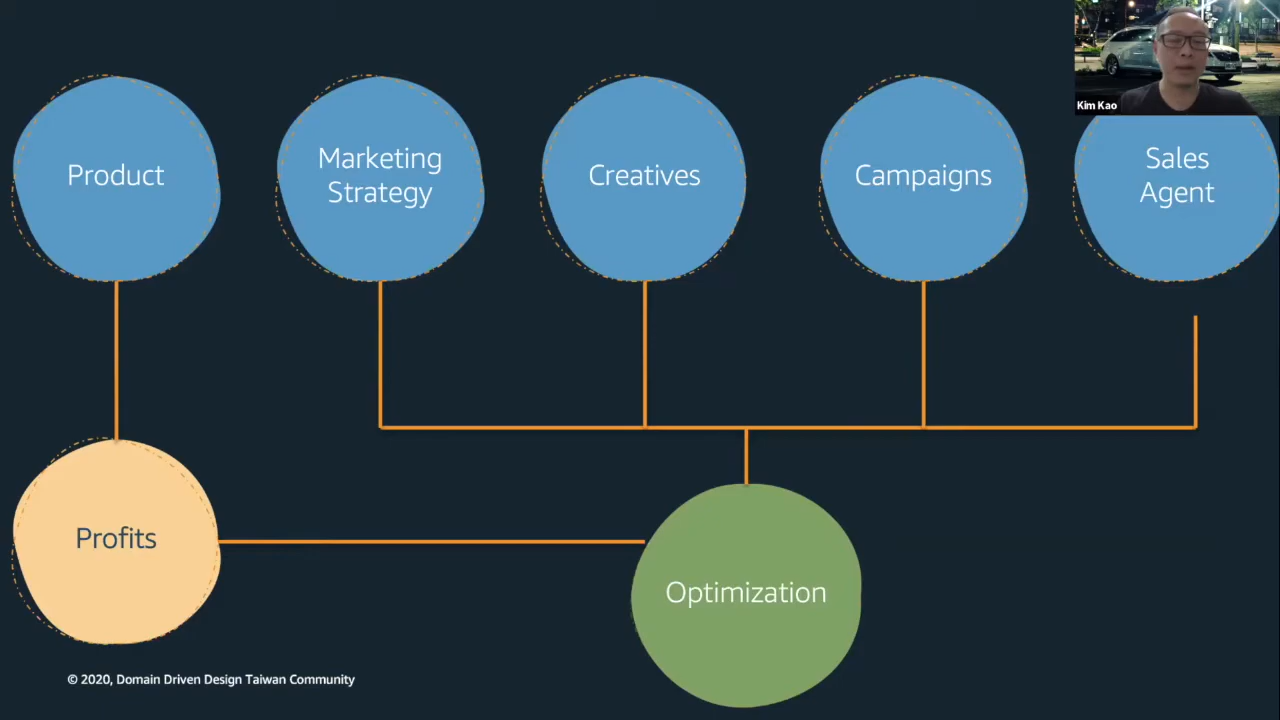 Kim Kao
Product
Marketing
Strategy
Creatives
Campaigns
Sales
Agent
Profits
Optimization
© 2020, Domain Driven Design Taiwan Community